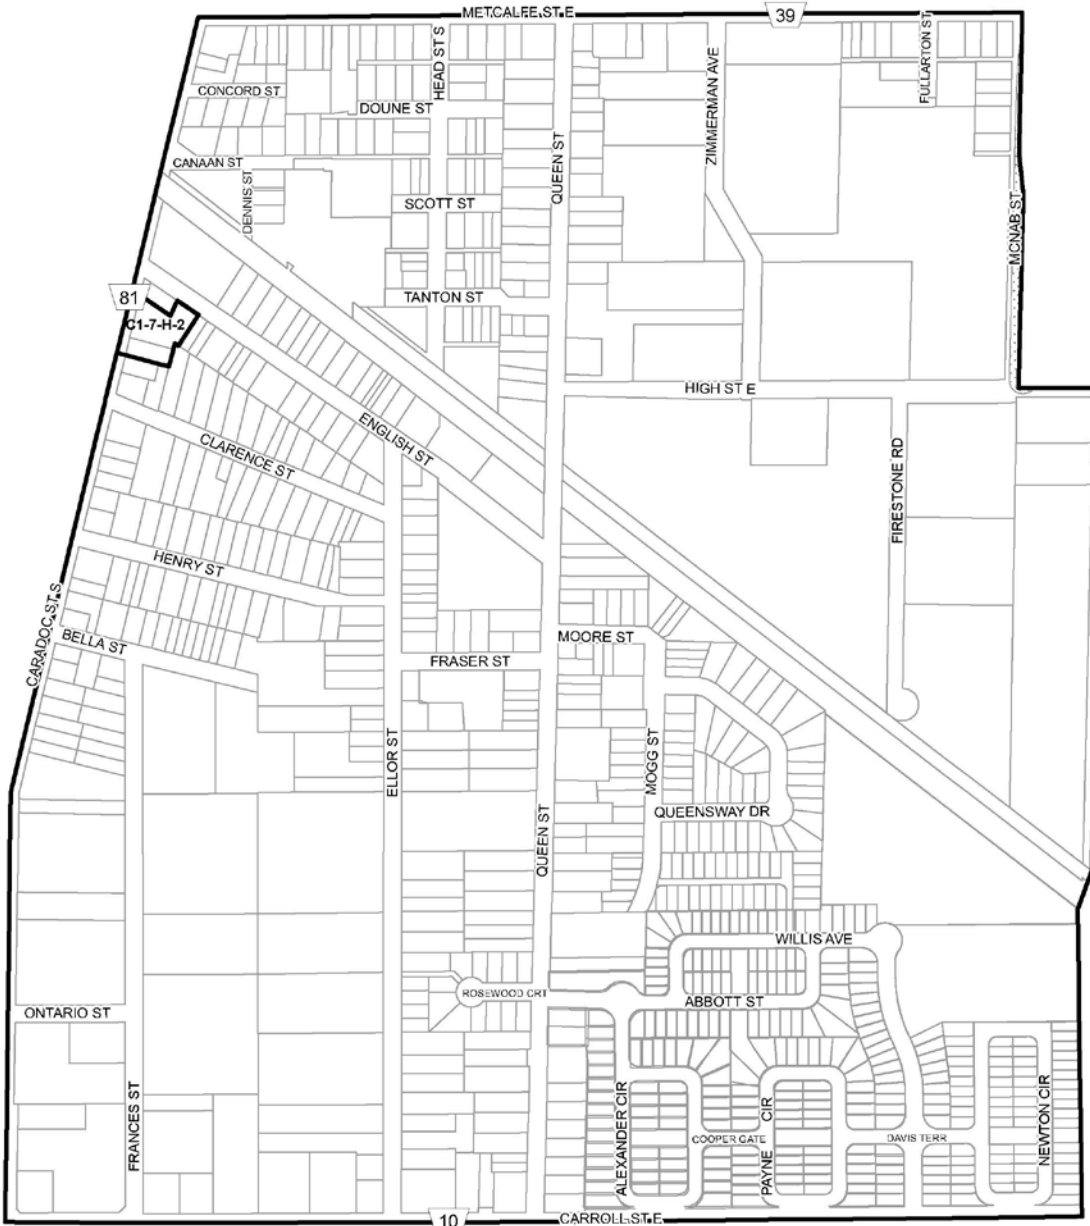 METCALFE ST E
39
HEAD ST S
FULLARTON ST
ZIMMERMAN AVE
CONCORD ST
DOUNE ST
QUEEN ST
CANAAN ST
DENNIS ST
SCOTT ST
MCNAB ST
81
TANTON ST
C1-7-H-2
HIGH ST E
ENGLISH ST
CLARENCE ST
FIRESTONE RD
HENRY ST
CARADOC ST S
BELLA ST
MOORE ST
FRASER ST
ELLOR ST
MOGG ST
QUEENSWAY DR
QUEEN ST
WILLIS AVE
ROSEWOOD CRT
ABBOTT ST
ONTARIO ST
FRANCES ST
ALEXANDER CIR
PAYNE CIR
COOPER GATE
DAVIS TERR
NEWTON CIR
10
CARROLL ST E